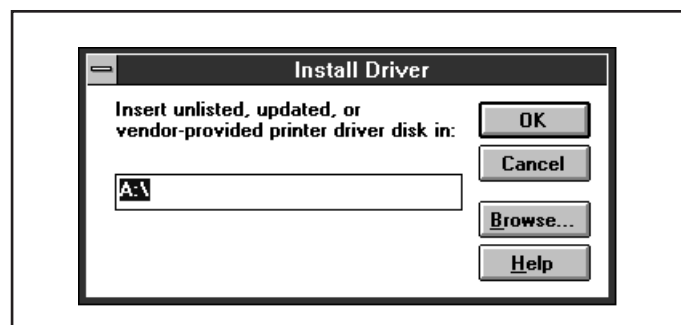 Install Driver
Insert unlisted, updated, or
vendor-provided printer driver disk in:
A:\
OK
Cancel
Browse...
Help